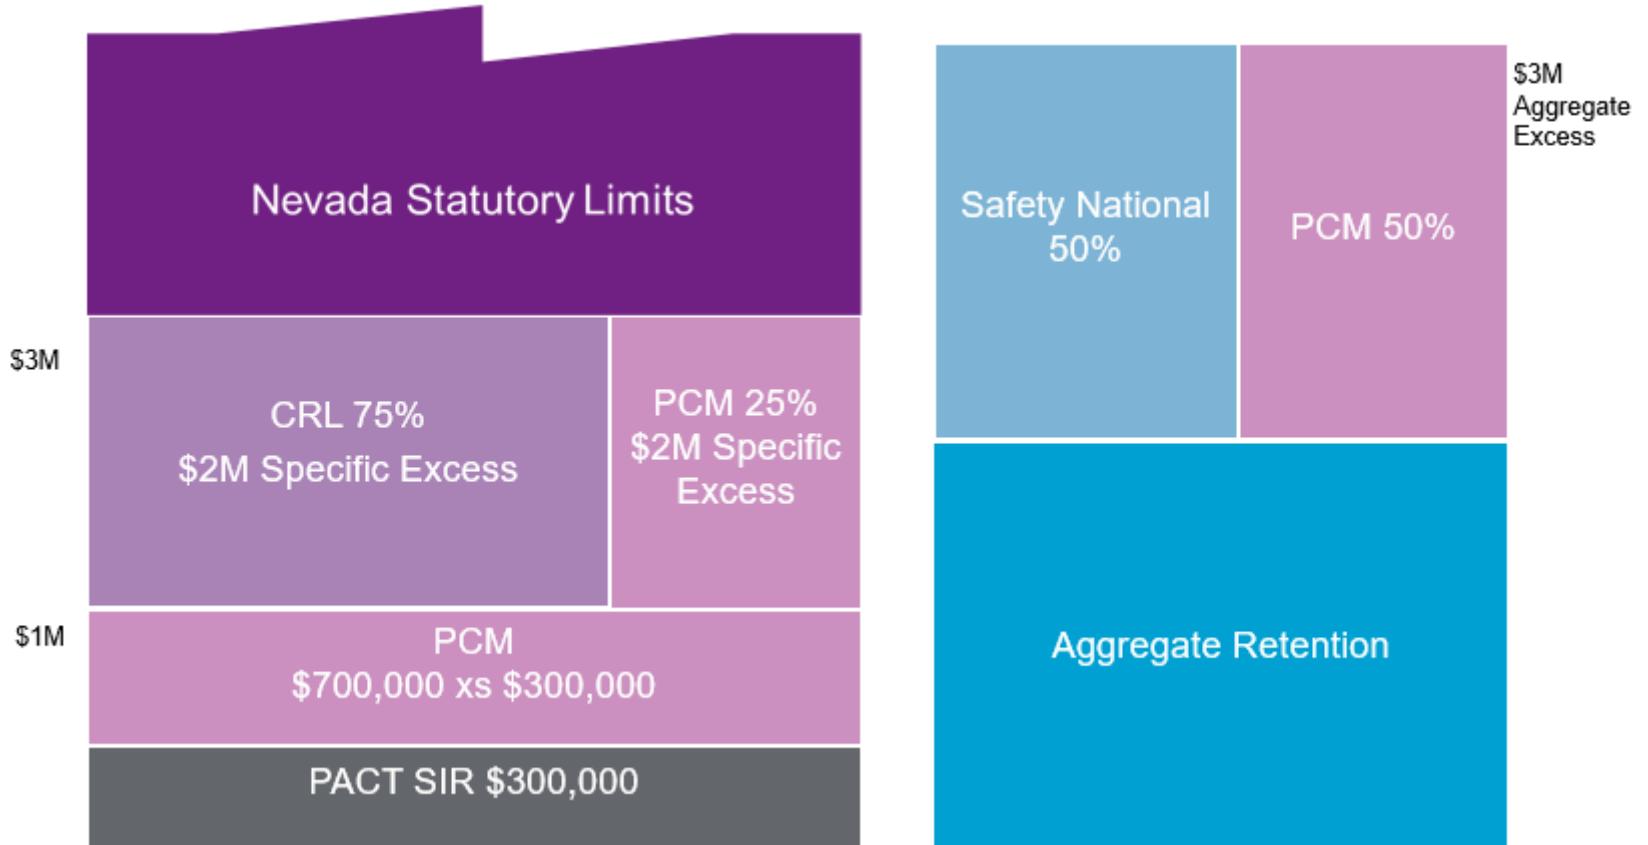 Nevada Statutory Limits
$3M
CRL 75%
$2M Specific Excess
PCM 25%
$2M Specific
Excess
$1M
PCM
$700,000 xs $300,000
PACT SIR $300,000
Safety National
50%
PCM 50%
$3M
Aggregate
Excess
Aggregate Retention